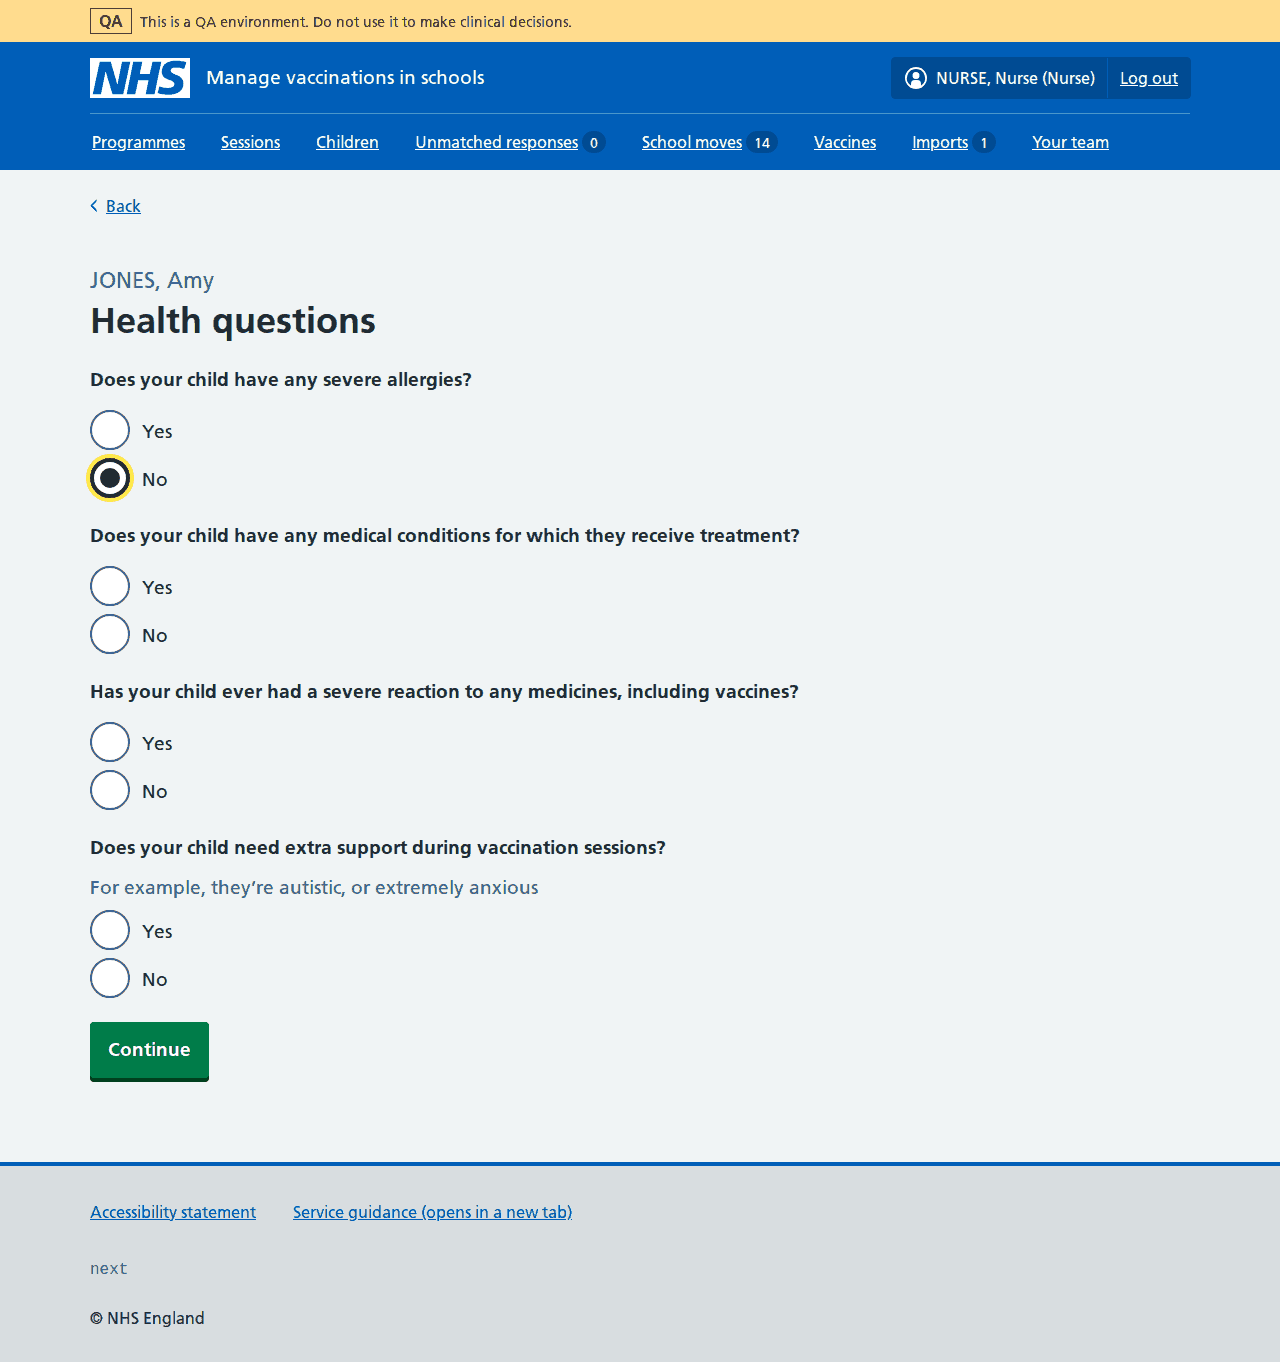 QA This is a QA environment. Do not use it to make clinical decisions.
NHS Manage vaccinations in schools NURSE, Nurse (Nurse) Log out
Programmes Sessions Children Unmatched responses 0 School moves 14 Vaccines Imports 1 Your team
Back
JONES, Amy
Health questions
Does your child have any severe allergies?
Yes
No
Does your child have any medical conditions for which they receive treatment?
Yes
No
Has your child ever had a severe reaction to any medicines, including vaccines?
Yes
No
Does your child need extra support during vaccination sessions?
For example, they’re autistic, or extremely anxious
Yes
No
Continue
Accessibility statement Service guidance (opens in a new tab)
next
© NHS England